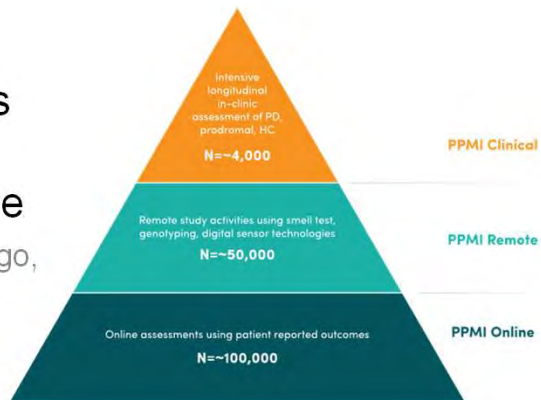 s
e
go,
Intensive
longitudinal
in-clinic
assessment of PD,
prodromal, HC
N=~4,000
PPMI Clinical
Remote study activities using smell test,
genotyping, digital sensor technologies
N=~50,000
PPMI Remote
Online assessments using patient reported outcomes
N=~100,000
PPMI Online